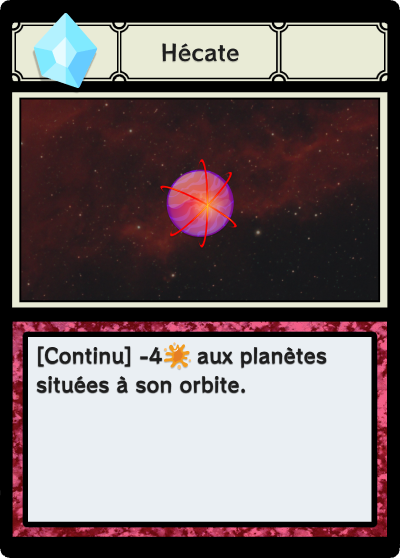 Hécate
[Continu] -4 aux planètes
situées à son orbite.